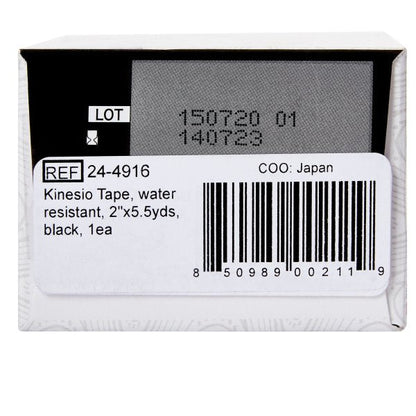 LOT 150720 01
140723
REF 24-4916
COO: Japan
Kinesio Tape, water
resistant, 2"x5.5yds,
black, 1ea
8 50989 00211 9